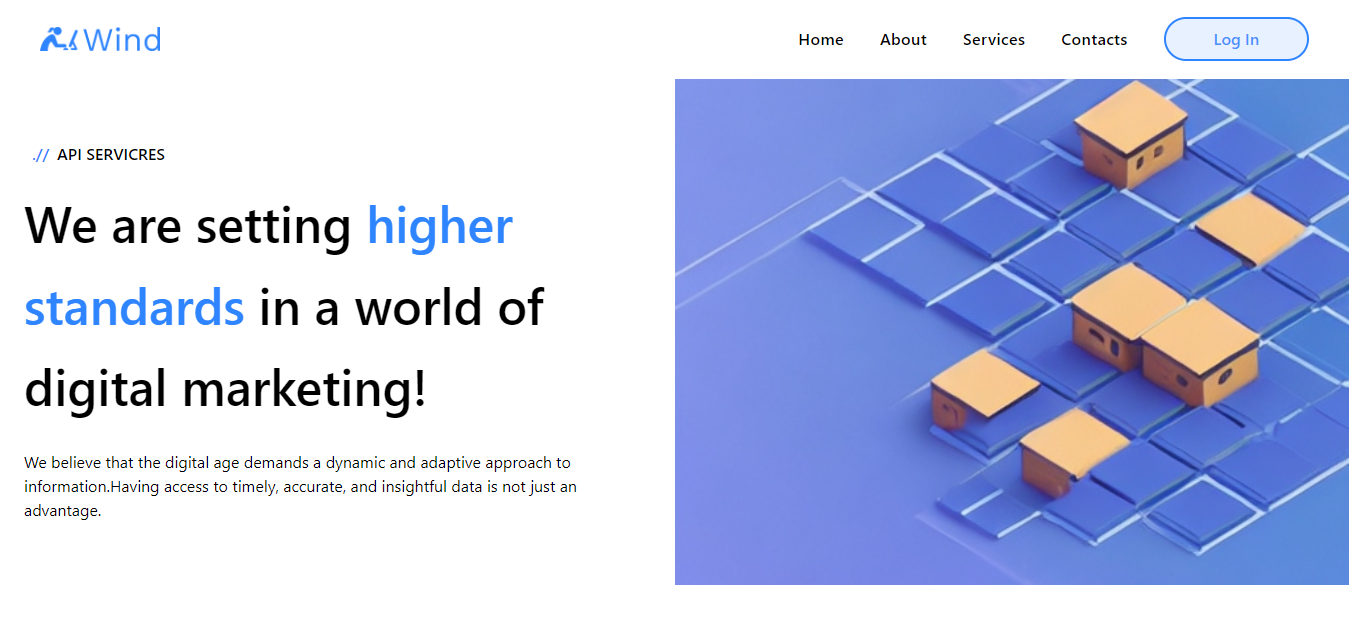 Wind
Home About Services Contacts Log In
.// API SERVICRES
We are setting higher
standards in a world of
digital marketing!
We believe that the digital age demands a dynamic and adaptive approach to
information.Having access to timely, accurate, and insightful data is not just an
advantage.